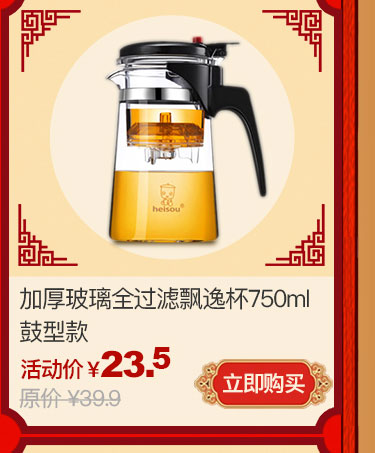 heisou®
加厚玻璃全过滤飘逸杯750ml
鼓型款
活动价 ¥23.5
原价 ¥39.9
立即购买